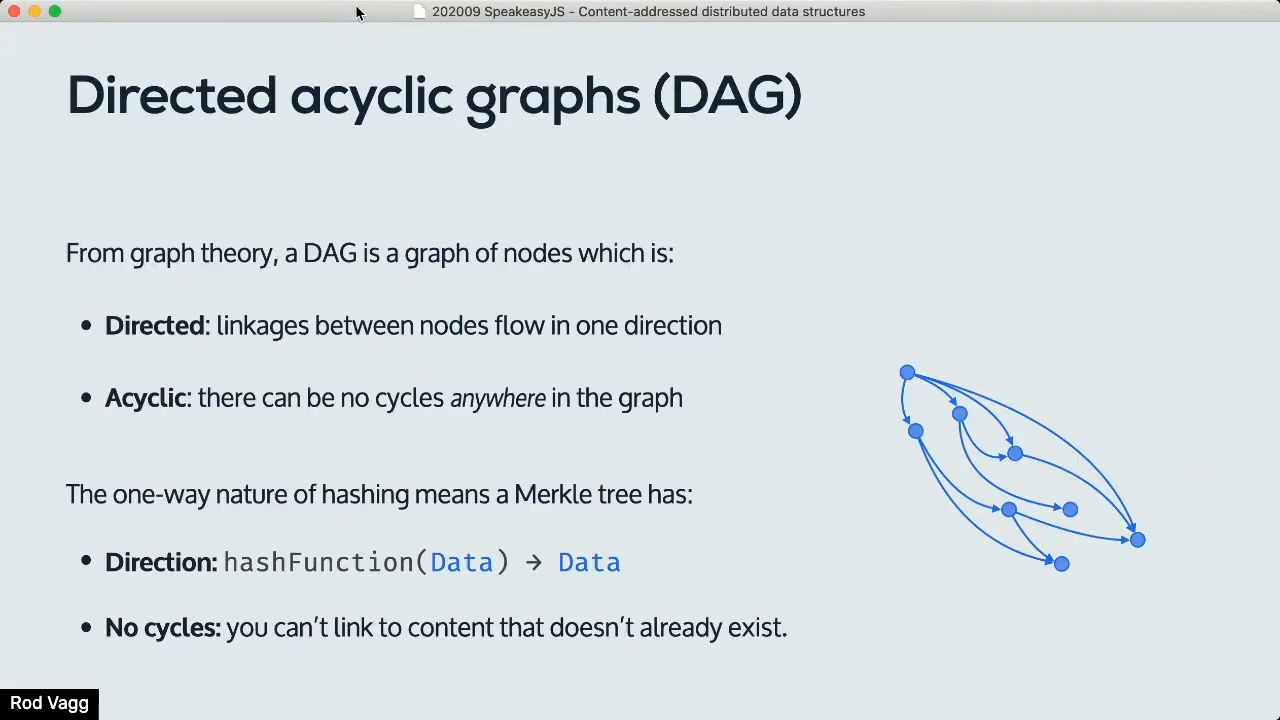 202009 SpeakeasyJS - Content-addressed distributed data structures
Directed acyclic graphs (DAG)
From graph theory, a DAG is a graph of nodes which is:
• Directed: linkages between nodes flow in one direction
• Acyclic: there can be no cycles anywhere in the graph
The one-way nature of hashing means a Merkle tree has:
• Direction: hashFunction(Data) → Data
• No cycles: you can’t link to content that doesn’t already exist.
Rod Vagg